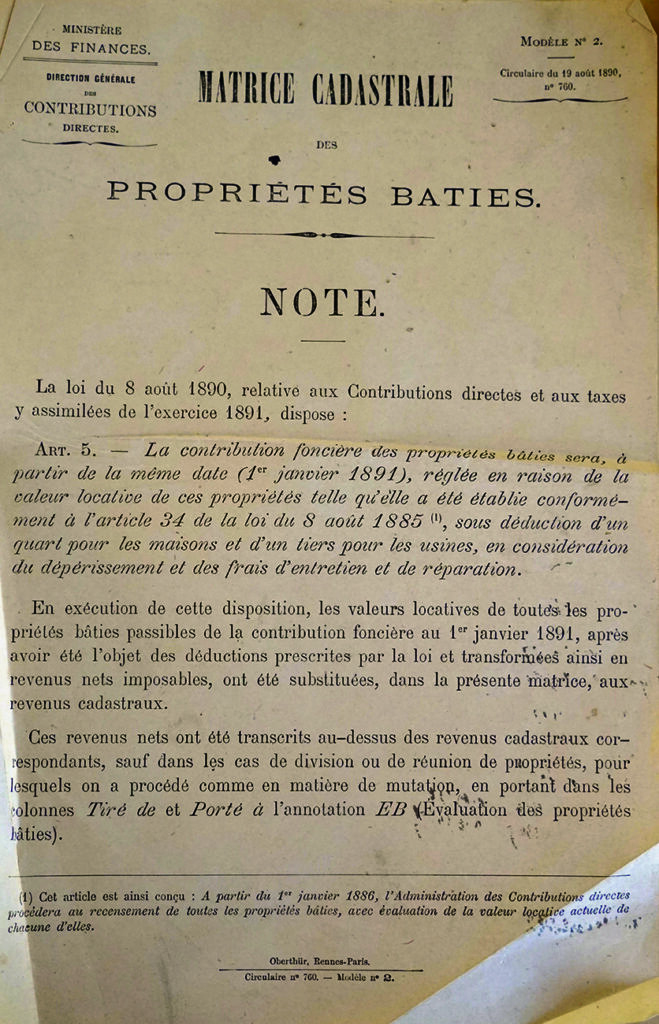 MINISTÈRE
DES FINANCES.
DIRECTION GÉNÉRALE
DES
CONTRIBUTIONS
DIRECTES.
MODÈLE N° 2.
Circulaire du 19 août 1890,
n° 760.
MATRICE CADASTRALE
DES
PROPRIÉTÉS BATIES.
NOTE.
La loi du 8 août 1890, relative aux Contributions directes et aux taxes
y assimilées de l'exercice 1891, dispose :
ART. 5. — La contribution foncière des propriétés bâties sera, à
partir de la même date (1er janvier 1891), réglée en raison de la
valeur locative de ces propriétés telle qu'elle a été établie conformé-
ment à l'article 34 de la loi du 8 août 1885 (1), sous déduction d'un
quart pour les maisons et d'un tiers pour les usines, en considération
du dépérissement et des frais d'entretien et de réparation.
En exécution de cette disposition, les valeurs locatives de toutes les pro-
priétés bâties passibles de la contribution foncière au 1er janvier 1891, après
avoir été l'objet des déductions prescrites par la loi et transformées ainsi en
revenus nets imposables, ont été substituées, dans la présente matrice, aux
revenus cadastraux.
Ces revenus nets ont été transcrits au-dessus des revenus cadastraux cor-
respondants, sauf dans les cas de division ou de réunion de propriétés, pour
lesquels on a procédé comme en matière de mutation, en portant dans les
colonnes Tiré de et Porté à l'annotation EB (Évaluation des propriétés
bâties).
(1) Cet article est ainsi conçu : A partir du 1er janvier 1886, l'Administration des Contributions directes
procédera au recensement de toutes les propriétés bâties, avec évaluation de la valeur locative actuelle de
chacune d'elles.
Oberthür, Rennes-Paris.
Circulaire n° 760. — Modèle n° 2.